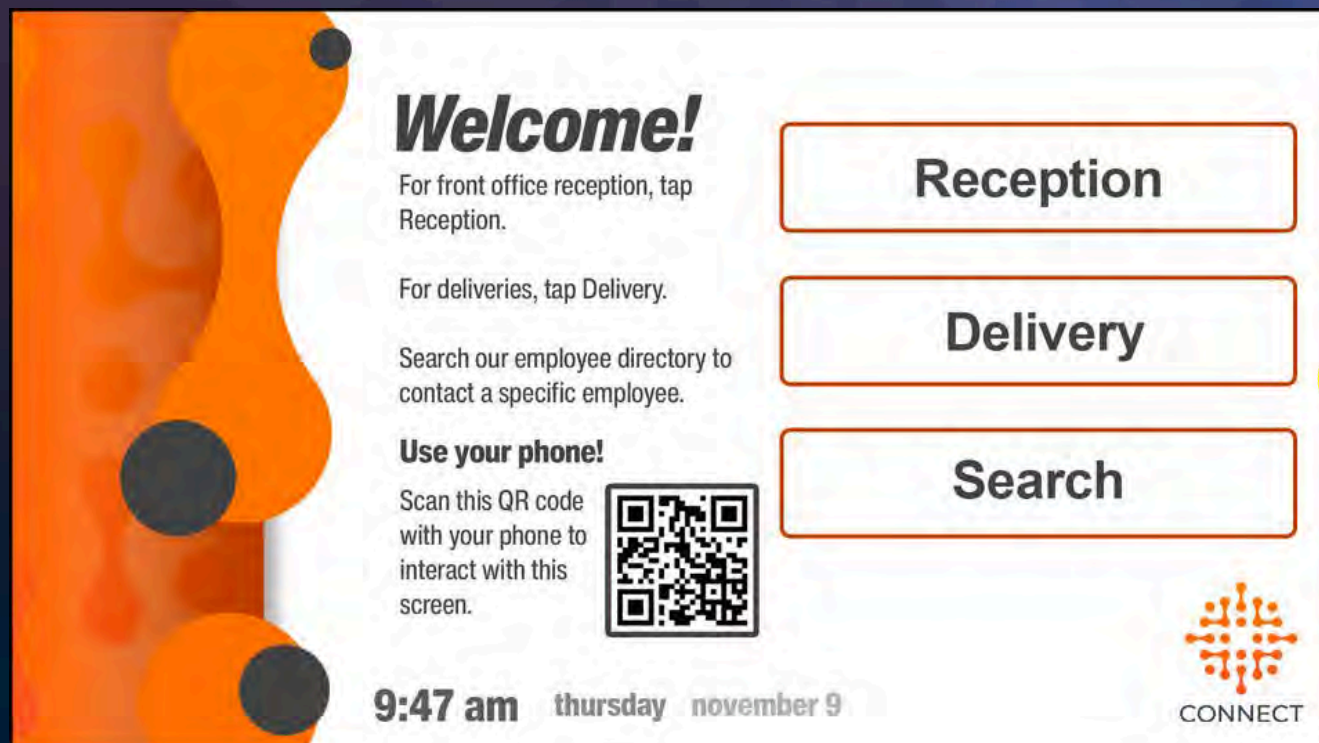 Welcome!
For front office reception, tap
Reception.
For deliveries, tap Delivery.
Search our employee directory to
contact a specific employee.
Use your phone!
Scan this QR code
with your phone to
interact with this
screen.
Reception
Delivery
Search
9:47 am thursday november 9
CONNECT